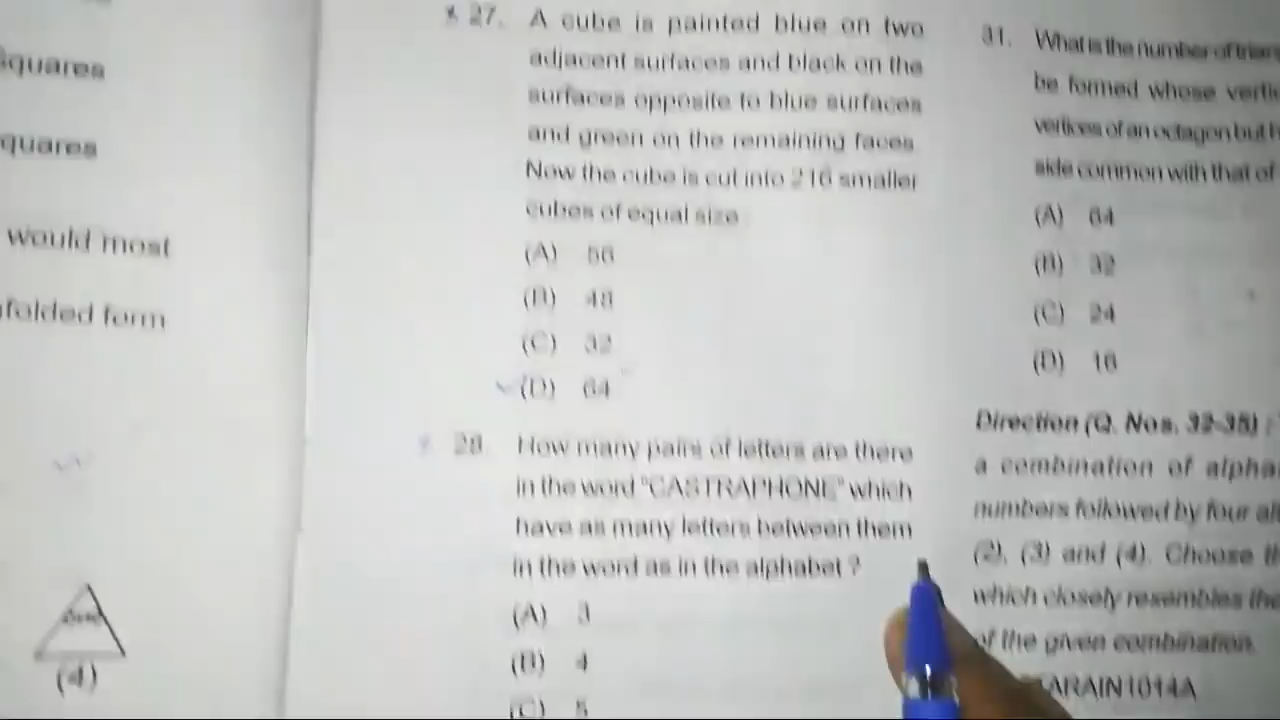 squares
quares
would most
folded form
(4)
27. A cube is painted blue on two
adjacent surfaces and black on the
surfaces opposite to blue surfaces
and green on the remaining faces.
Now the cube is cut into 216 smaller
cubes of equal size
(A) 56
(B) 48
(C) 32
(D) 64
28. How many pairs of letters are there
in the word "CASTRAPHONE" which
have as many letters between them
in the word as in the alphabet ?
(A) 3
(B) 4
(C) 5
31. What is the number of trian
be formed whose vertic
vertices of an octagon but h
side common with that of
(A) 64
(B) 32
(C) 24
(D) 16
Direction (Q. Nos. 32-35) :
a combination of alpha
numbers followed by four al
(2), (3) and (4). Choose th
which closely resembles the
of the given combination.
ARAIN1014A